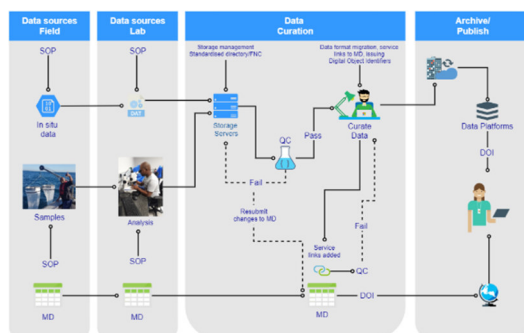 Data sources
Field
Data sources
Lab
Data
Curation
Archive/
Publish
SOP
SOP
Storage management
Standardised directory/FNC
Data format migration, service
links to MD, issuing
Digital Object Identifiers
In situ
data
DAT
Storage
Servers
QC
Pass
Curate
Data
Data Platforms
DOI
Fail
Samples
Analysis
Resubmit
changes to MD
Fail
SOP
SOP
Service
links added
QC
MD
MD
MD
DOI